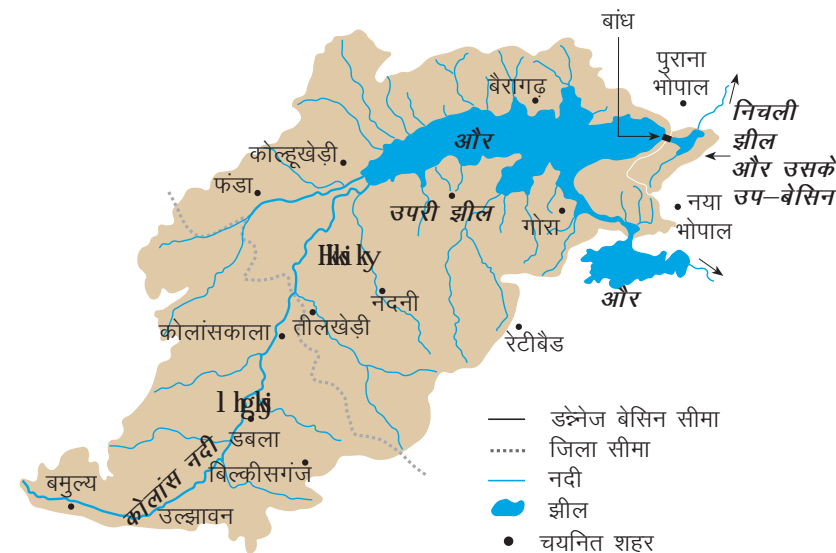 बांध
पुराना
भोपाल
बैरागढ़
निचली
झील
और उसके
उप–बेसिन
और
कोल्हूखेड़ी
फंडा
उपरी झील
गोरा
नया
भोपाल
और
नदनी
तीलखेड़ी
कोलांसकाला
रेटीबैड
डबला
बिल्कीसगंज
कोलांस नदी
बमुल्य
उल्झावन
बेसिन सीमा
जिला सीमा
नदी
झील
चयनित शहर